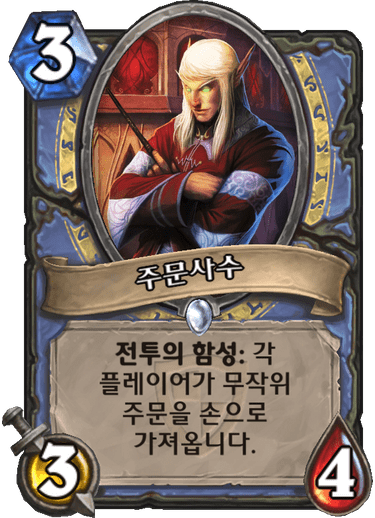 3
주문사수
전투의 함성: 각
플레이어가 무작위
주문을 손으로
가져옵니다.
3
4